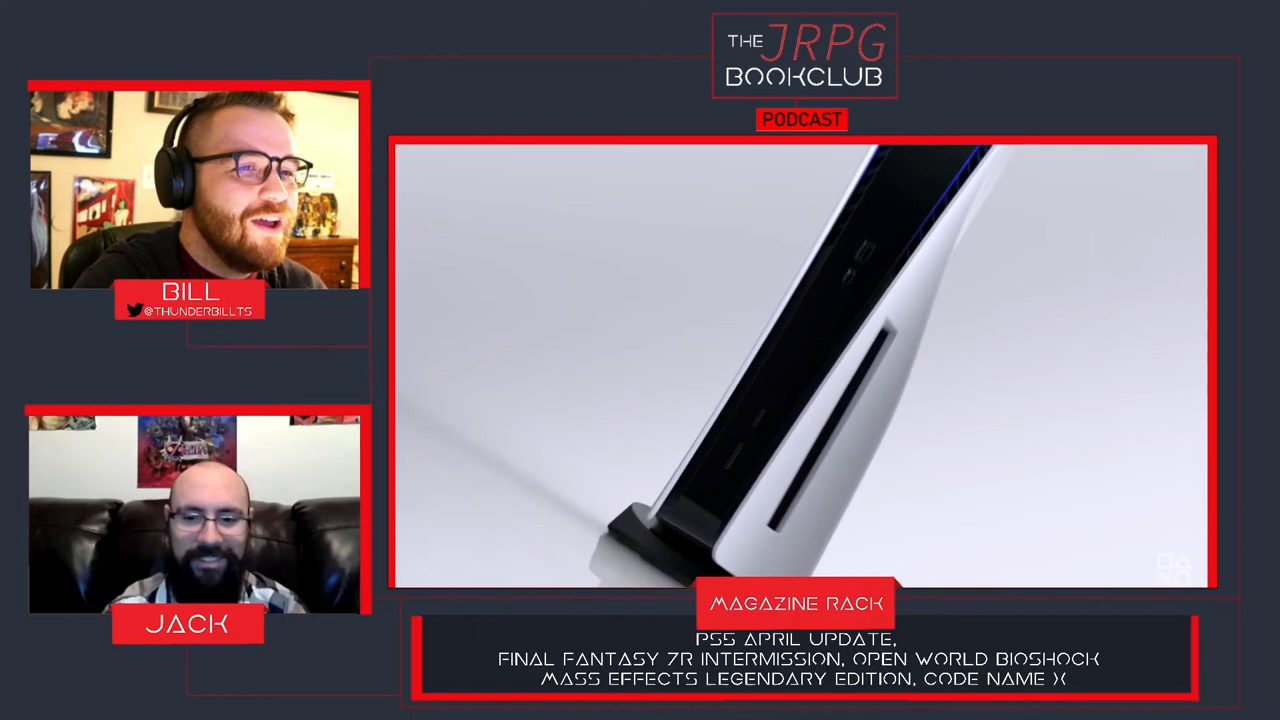 THE JRPG
BOOKCLUB
PODCAST
BILL
@THUNDERBILLTS
JACK
MAGAZINE RACK
PS5 APRIL UPDATE,
FINAL FANTASY 7R INTERMISSION, OPEN WORLD BIOSHOCK
MASS EFFECTS LEGENDARY EDITION, CODE NAME X